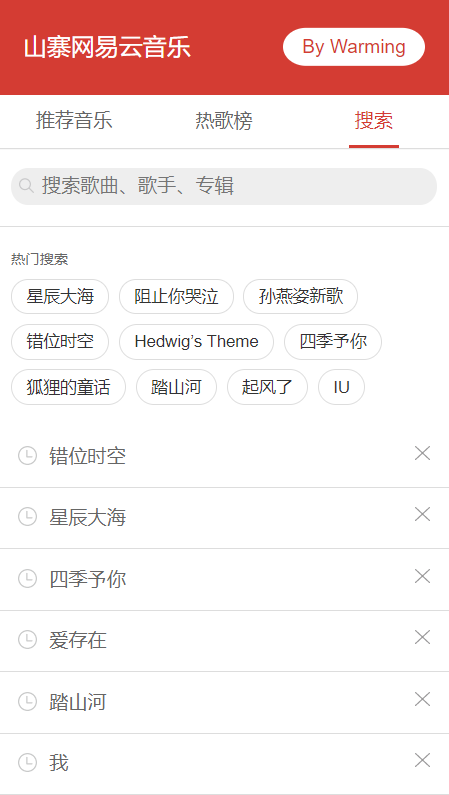 山寨网易云音乐 By Warming
推荐音乐 热歌榜 搜索
搜索歌曲、歌手、专辑
热门搜索
星辰大海 阻止你哭泣 孙燕姿新歌
错位时空 Hedwig's Theme 四季予你
狐狸的童话 踏山河 起风了 IU
错位时空
星辰大海
四季予你
爱存在
踏山河
我